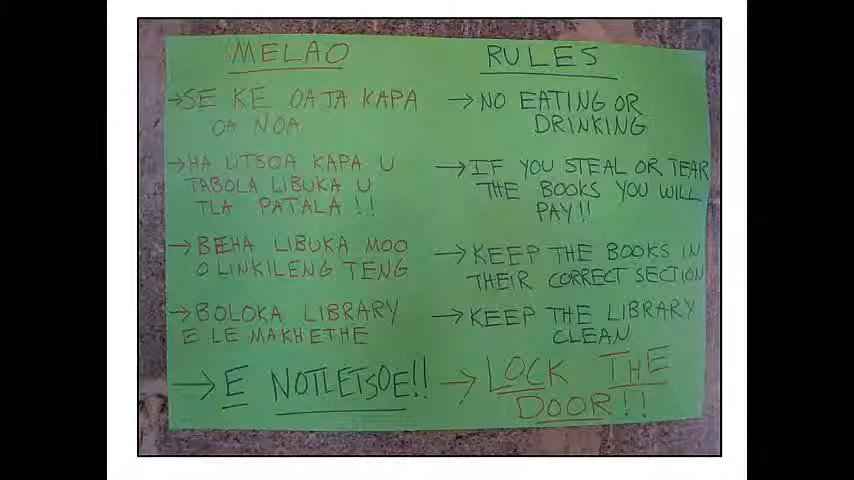 MELAO
→SE KE OATA KAPA
OA NOA
→HA UTSOA KAPA U
TABOLA LIBUKA U
TLA PATALA !!
→BEHA LIBUKA MOO
O LINKILENG TENG
→BOLOKA LIBRARY
E LE MAKHETHE
→E NOTLETSOE!!
RULES
→NO EATING OR
DRINKING
→IF YOU STEAL OR TEAR
THE BOOKS YOU WILL
PAY!!
→KEEP THE BOOKS IN
THEIR CORRECT SECTION
→KEEP THE LIBRARY
CLEAN
→LOCK THE
DOOR!!